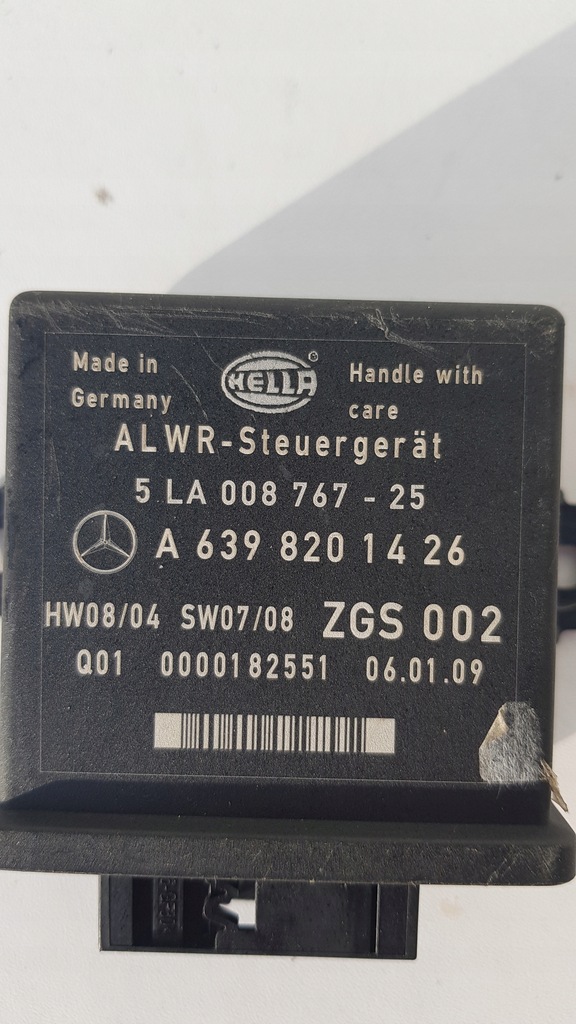 Made in Germany
HELLA ®
Handle with care
ALWR-Steuergerät
5 LA 008 767 - 25
A 639 820 14 26
HW08/04 SW07/08 ZGS 002
Q01 0000182551 06.01.09